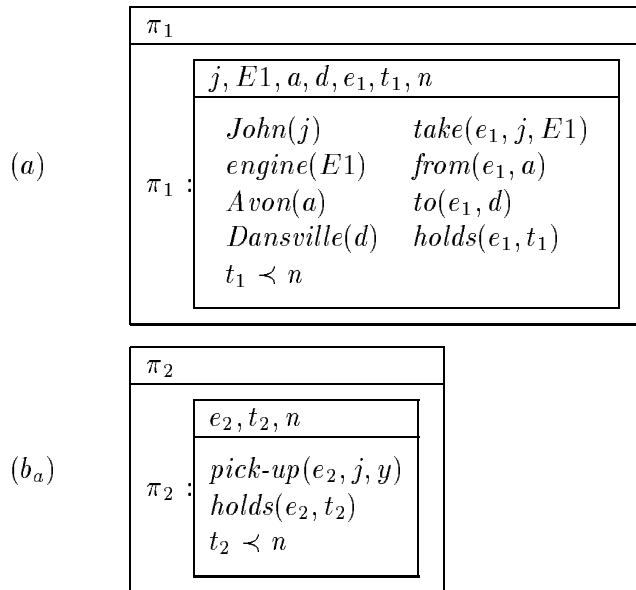 π₁
j, E1, a, d, e₁, t₁, n
John(j) take(e₁, j, E1)
(a) engine(E1) from(e₁, a)
π₁ : Avon(a) to(e₁, d)
Dansville(d) holds(e₁, t₁)
t₁ ≺ n
π₂
e₂, t₂, n
(bₐ) pick-up(e₂, j, y)
π₂ : holds(e₂, t₂)
t₂ ≺ n